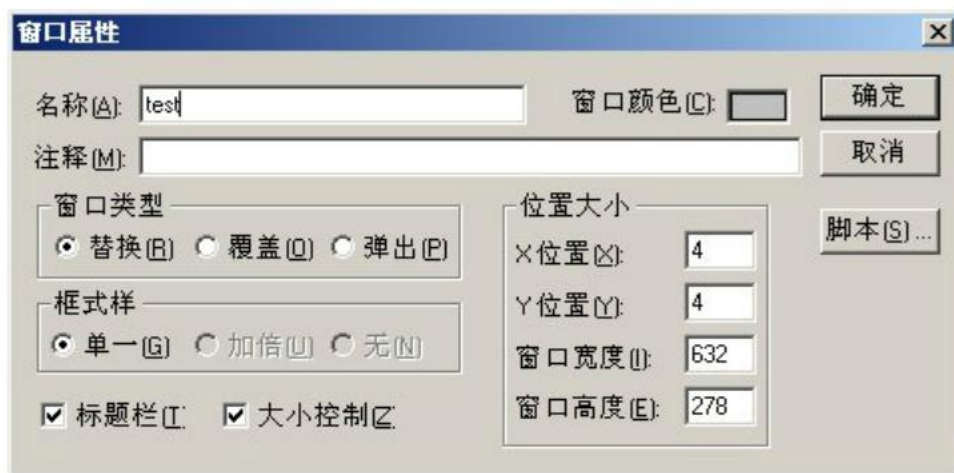 窗口属性
名称(A): test 窗口颜色(C): 确定
注释(M): 取消
窗口类型 位置大小 脚本(S)...
替换(R) 覆盖(O) 弹出(P) X位置(X): 4
框式样 Y位置(Y): 4
单一(G) 加倍(U) 无(N) 窗口宽度(I): 632
标题栏(T 大小控制(Z 窗口高度(E): 278